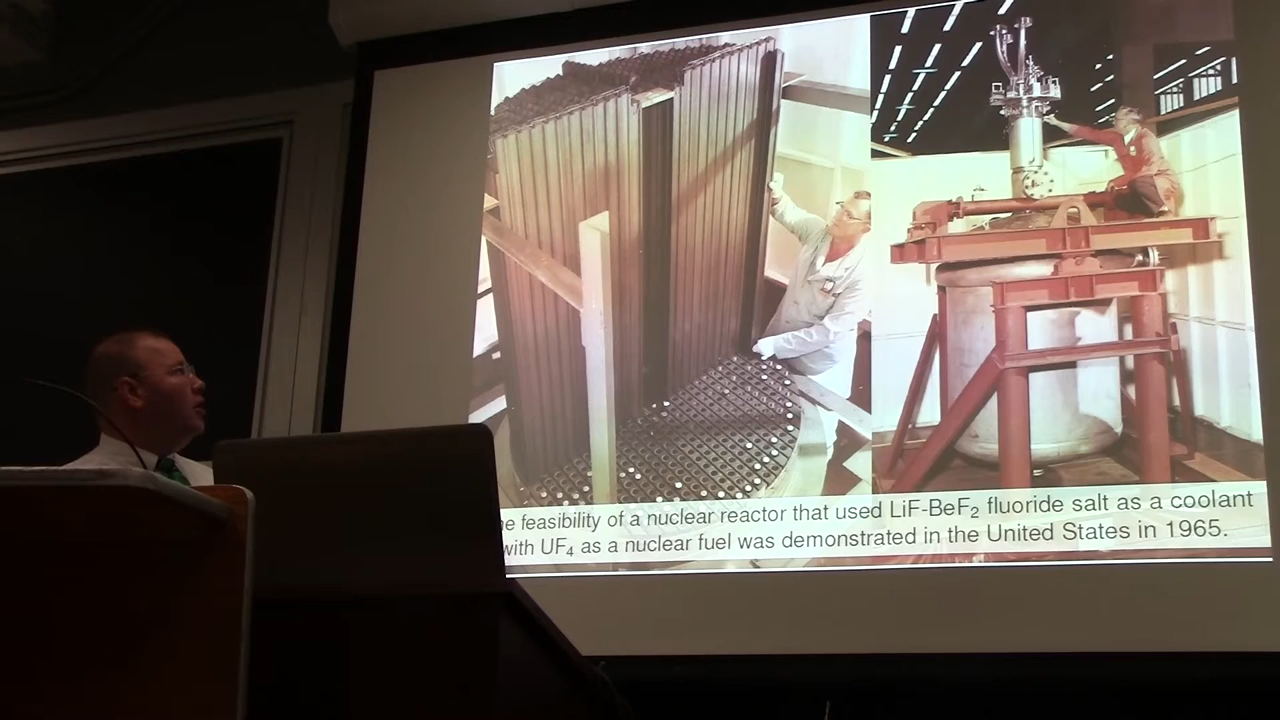 feasibility of a nuclear reactor that used LiF-BeF₂ fluoride salt as a coolant
with UF₄ as a nuclear fuel was demonstrated in the United States in 1965.